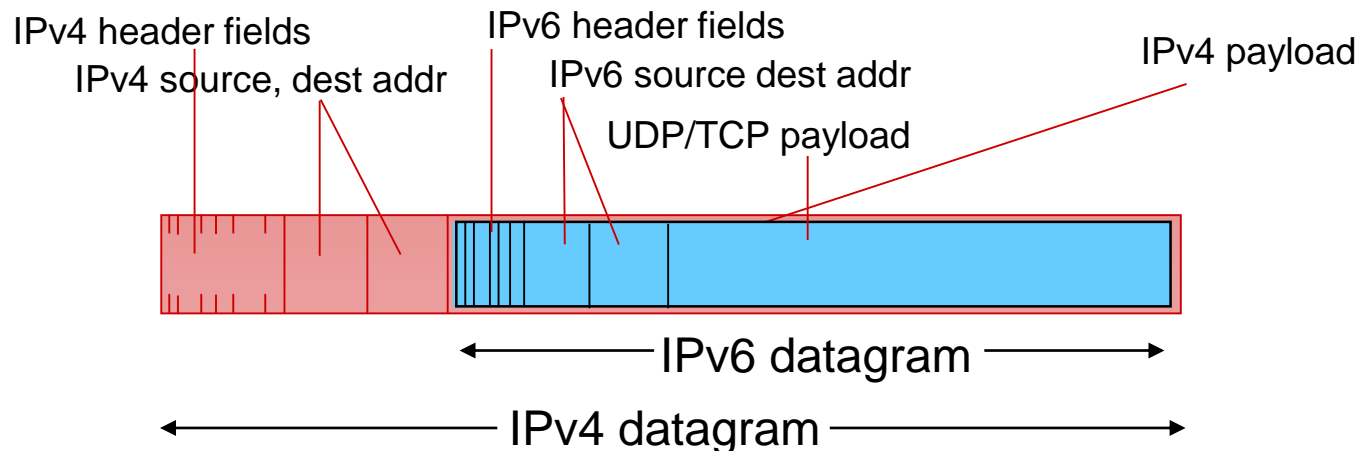 IPv4 header fields
IPv6 header fields
IPv4 payload
IPv4 source, dest addr
IPv6 source dest addr
UDP/TCP payload
IPv6 datagram
IPv4 datagram